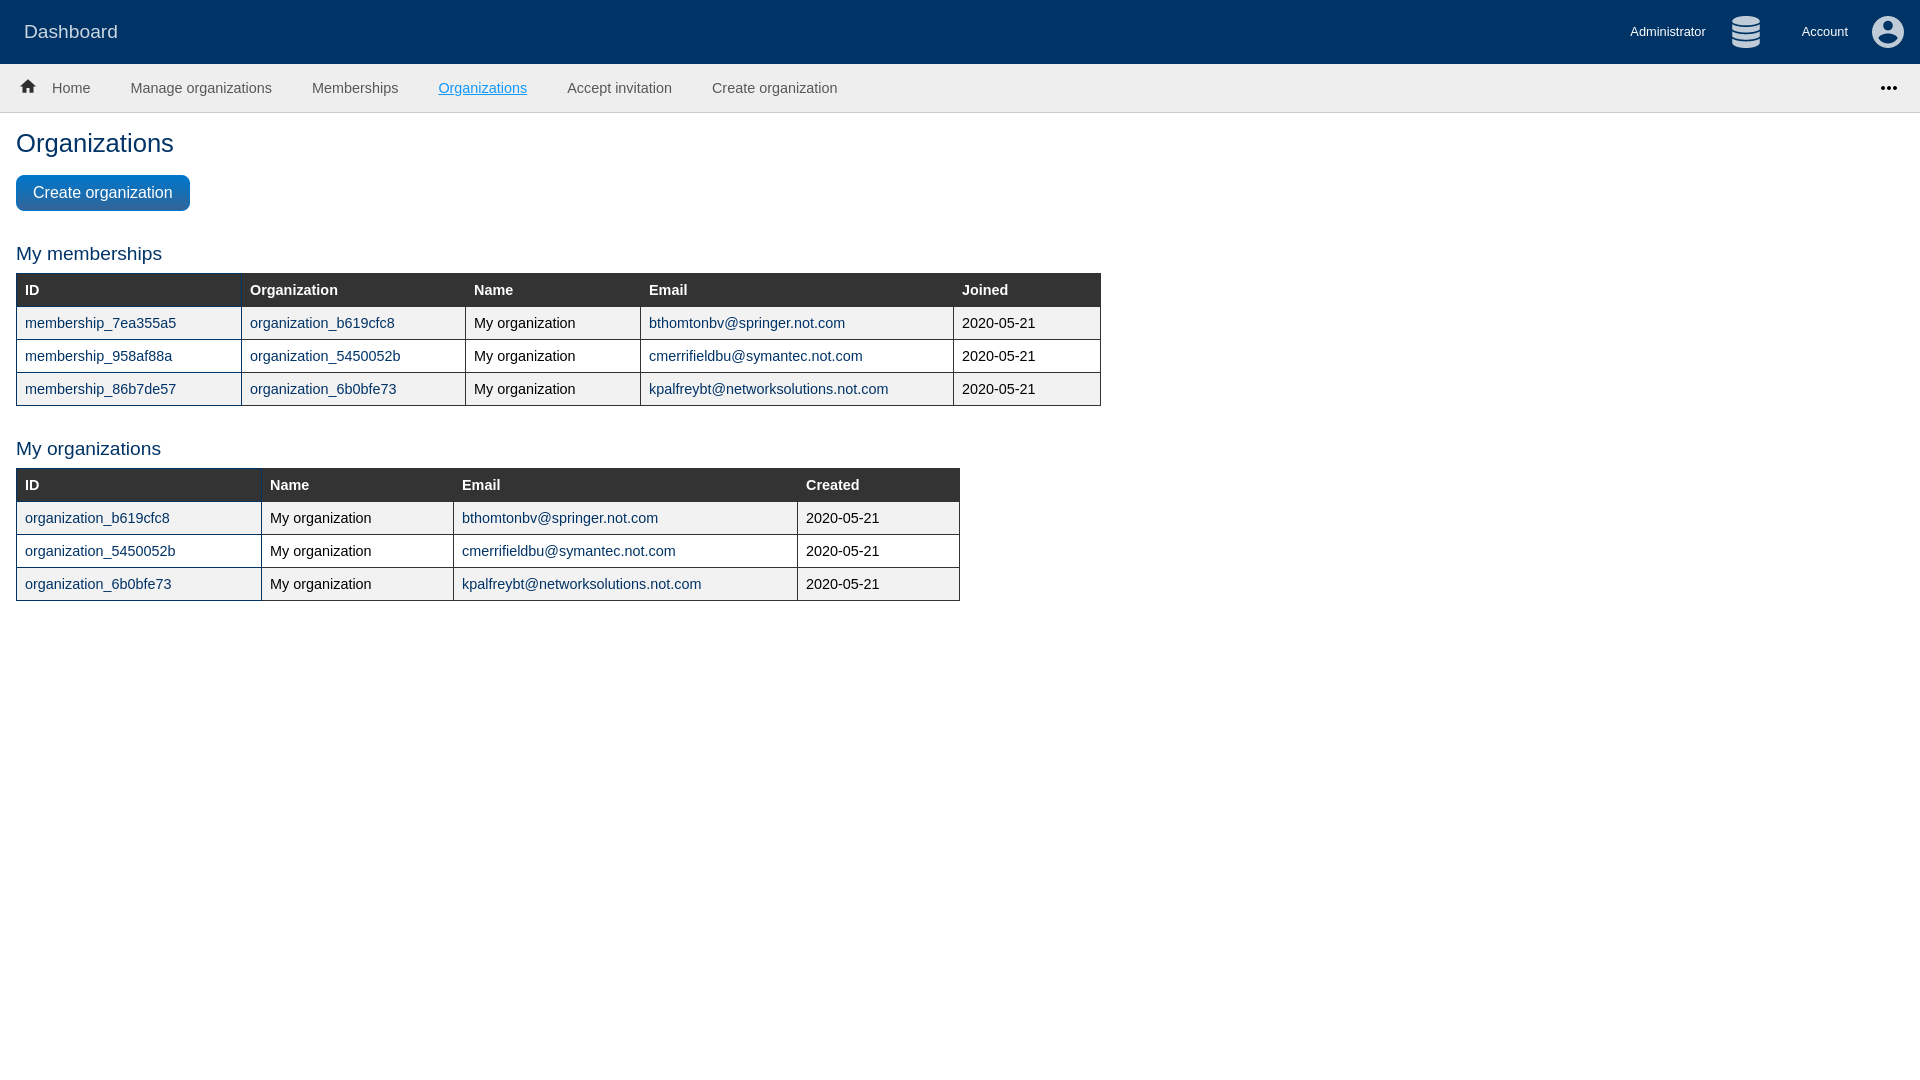 Dashboard
Administrator
Account
Home
Manage organizations
Memberships
Organizations
Accept invitation
Create organization
Organizations
Create organization
My memberships
ID Organization Name Email Joined
membership_7ea355a5 organization_b619cfc8 My organization bthomtonbv@springer.not.com 2020-05-21
membership_958af88a organization_5450052b My organization cmerrifieldbu@symantec.not.com 2020-05-21
membership_86b7de57 organization_6b0bfe73 My organization kpalfreybt@networksolutions.not.com 2020-05-21
My organizations
ID Name Email Created
organization_b619cfc8 My organization bthomtonbv@springer.not.com 2020-05-21
organization_5450052b My organization cmerrifieldbu@symantec.not.com 2020-05-21
organization_6b0bfe73 My organization kpalfreybt@networksolutions.not.com 2020-05-21